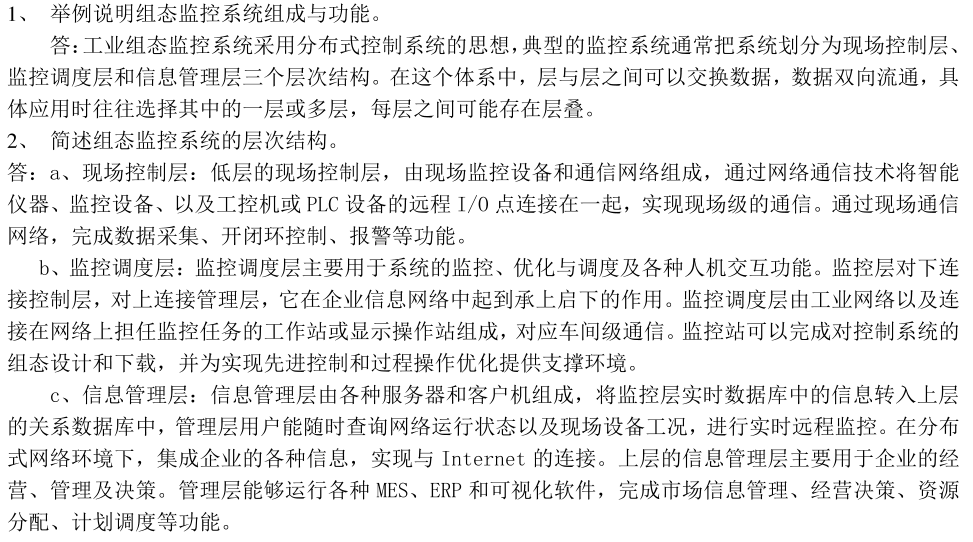 1、 举例说明组态监控系统组成与功能。
答：工业组态监控系统采用分布式控制系统的思想，典型的监控系统通常把系统划分为现场控制层、
监控调度层和信息管理层三个层次结构。在这个体系中，层与层之间可以交换数据，数据双向流通，具
体应用时往往选择其中的一层或多层，每层之间可能存在层叠。
2、 简述组态监控系统的层次结构。
答：a、现场控制层：低层的现场控制层，由现场监控设备和通信网络组成，通过网络通信技术将智能
仪器、监控设备、以及工控机或 PLC 设备的远程 I/O 点连接在一起，实现现场级的通信。通过现场通信
网络，完成数据采集、开闭环控制、报警等功能。
b、监控调度层：监控调度层主要用于系统的监控、优化与调度及各种人机交互功能。监控层对下连
接控制层，对上连接管理层，它在企业信息网络中起到承上启下的作用。监控调度层由工业网络以及连
接在网络上担任监控任务的工作站或显示操作站组成，对应车间级通信。监控站可以完成对控制系统的
组态设计和下载，并为实现先进控制和过程操作优化提供支撑环境。
c、信息管理层：信息管理层由各种服务器和客户机组成，将监控层实时数据库中的信息转入上层
的关系数据库中，管理层用户能随时查询网络运行状态以及现场设备工况，进行实时远程监控。在分布
式网络环境下，集成企业的各种信息，实现与 Internet 的连接。上层的信息管理层主要用于企业的经
营、管理及决策。管理层能够运行各种 MES、ERP 和可视化软件，完成市场信息管理、经营决策、资源
分配、计划调度等功能。